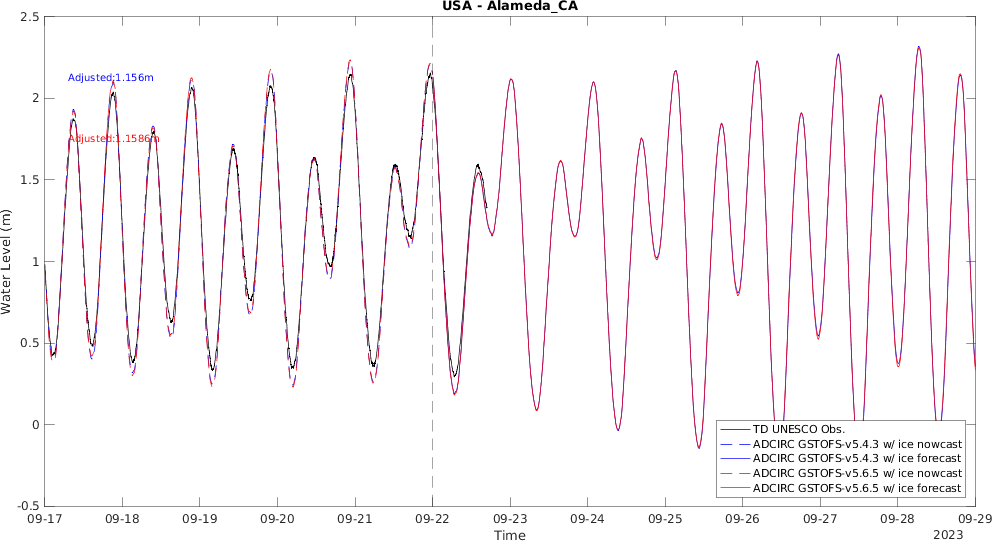 USA - Alameda_CA
2.5
2
1.5
1
0.5
0
-0.5
Water Level (m)
Adjusted:1.156m
Adjusted:1.1586m
TD UNESCO Obs.
ADCIRC GSTOFS-v5.4.3 w/ ice nowcast
ADCIRC GSTOFS-v5.4.3 w/ ice forecast
ADCIRC GSTOFS-v5.6.5 w/ ice nowcast
ADCIRC GSTOFS-v5.6.5 w/ ice forecast
09-17 09-18 09-19 09-20 09-21 09-22 09-23 09-24 09-25 09-26 09-27 09-28 09-29
Time
2023